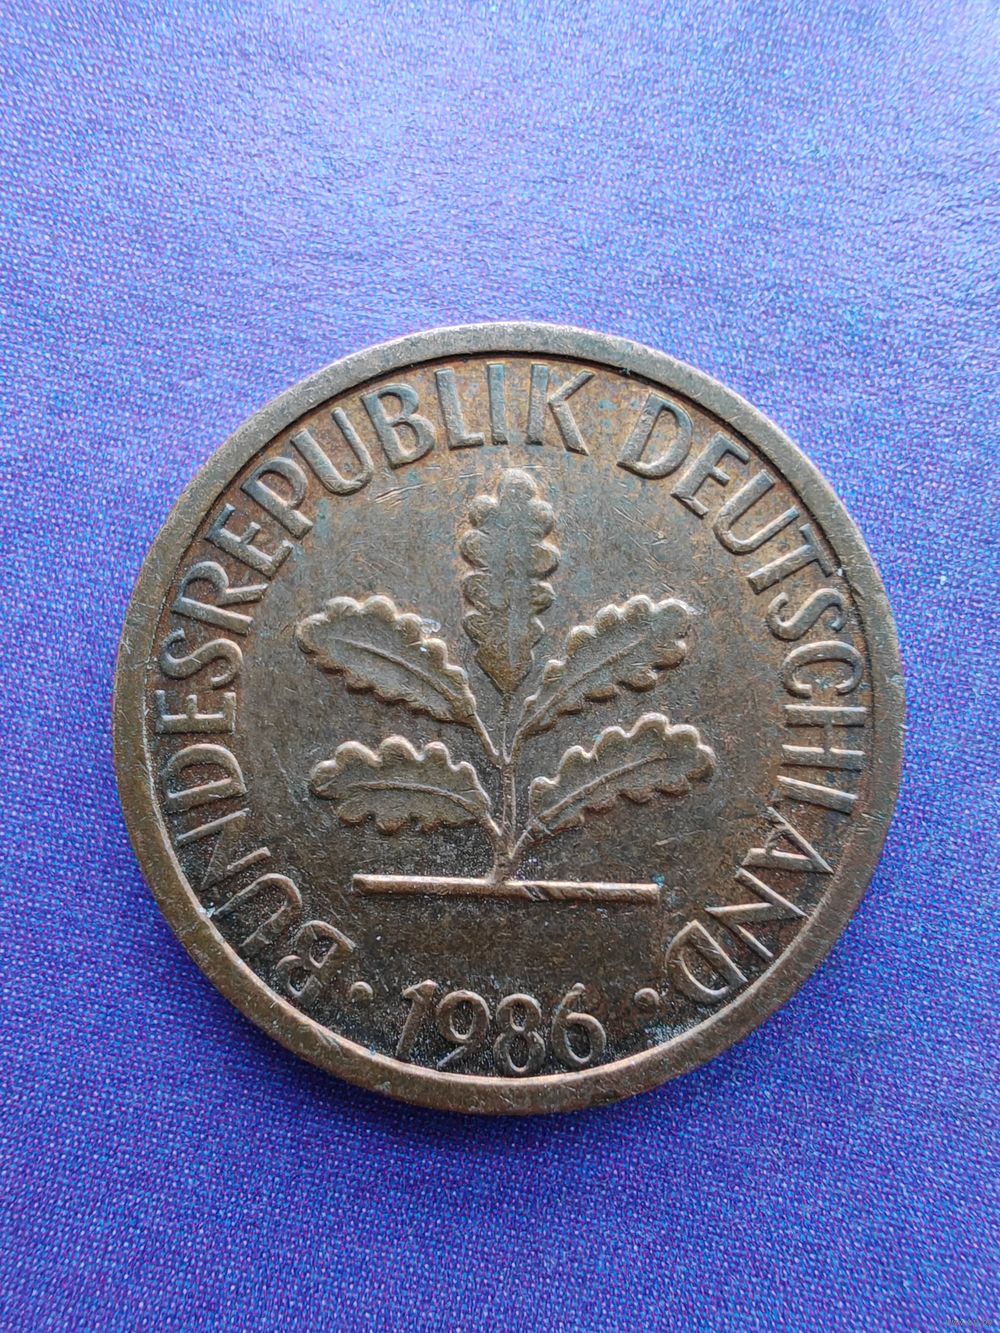 BUNDESREPUBLIK DEUTSCHLAND
· 1986 ·